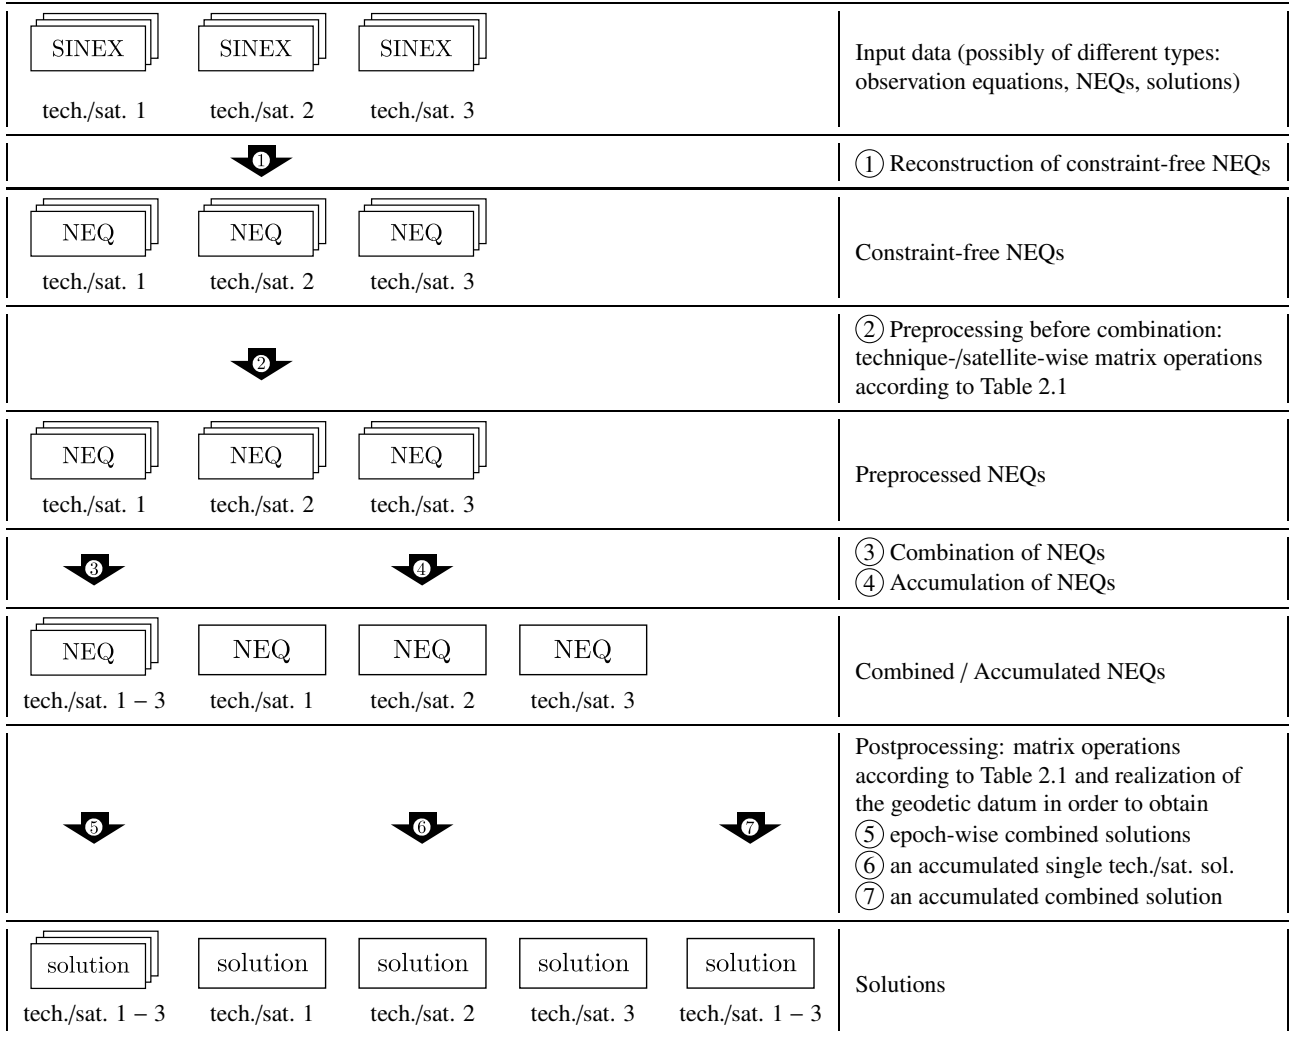 SINEX SINEX SINEX
tech./sat. 1 tech./sat. 2 tech./sat. 3
Input data (possibly of different types:
observation equations, NEQs, solutions)
1
① Reconstruction of constraint-free NEQs
NEQ NEQ NEQ
tech./sat. 1 tech./sat. 2 tech./sat. 3
Constraint-free NEQs
2
② Preprocessing before combination:
technique-/satellite-wise matrix operations
according to Table 2.1
NEQ NEQ NEQ
tech./sat. 1 tech./sat. 2 tech./sat. 3
Preprocessed NEQs
3 4
③ Combination of NEQs
④ Accumulation of NEQs
NEQ NEQ NEQ NEQ
tech./sat. 1 – 3 tech./sat. 1 tech./sat. 2 tech./sat. 3
Combined / Accumulated NEQs
5 6 7
Postprocessing: matrix operations
according to Table 2.1 and realization of
the geodetic datum in order to obtain
⑤ epoch-wise combined solutions
⑥ an accumulated single tech./sat. sol.
⑦ an accumulated combined solution
solution solution solution solution solution
tech./sat. 1 – 3 tech./sat. 1 tech./sat. 2 tech./sat. 3 tech./sat. 1 – 3
Solutions